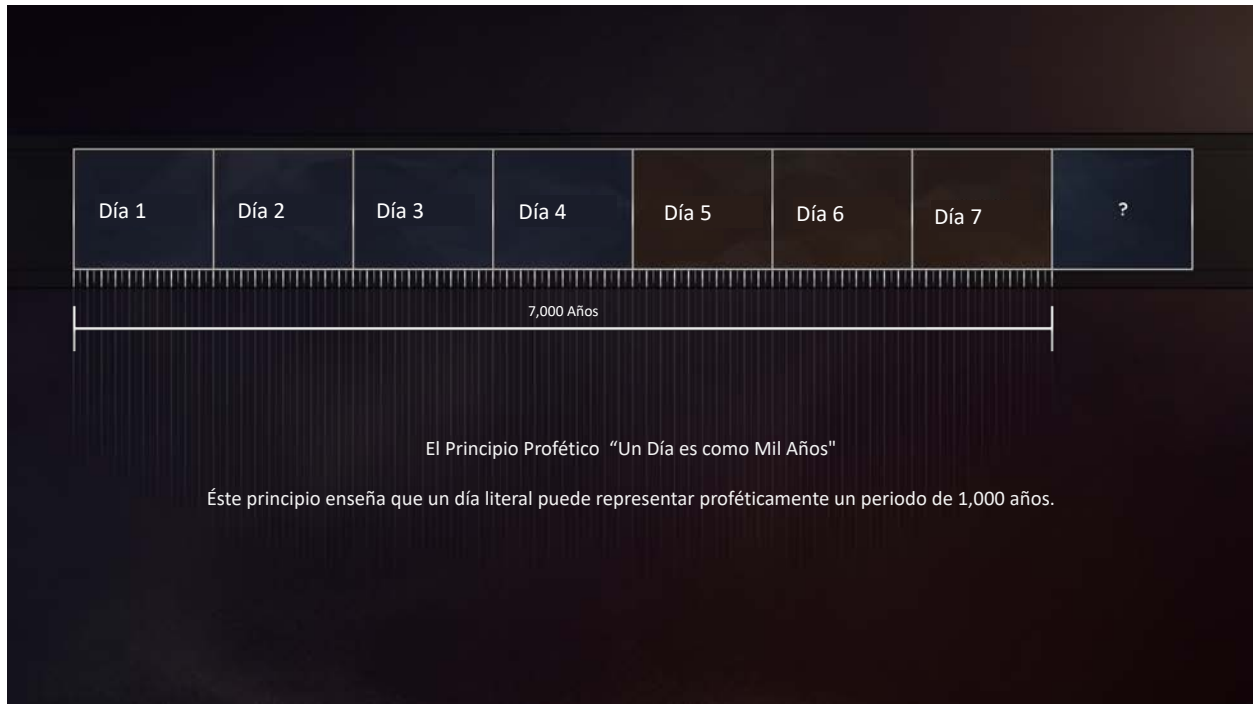 Día 1 Día 2 Día 3 Día 4 Día 5 Día 6 Día 7 ?
7,000 Años
El Principio Profético “Un Día es como Mil Años"
Éste principio enseña que un día literal puede representar proféticamente un periodo de 1,000 años.